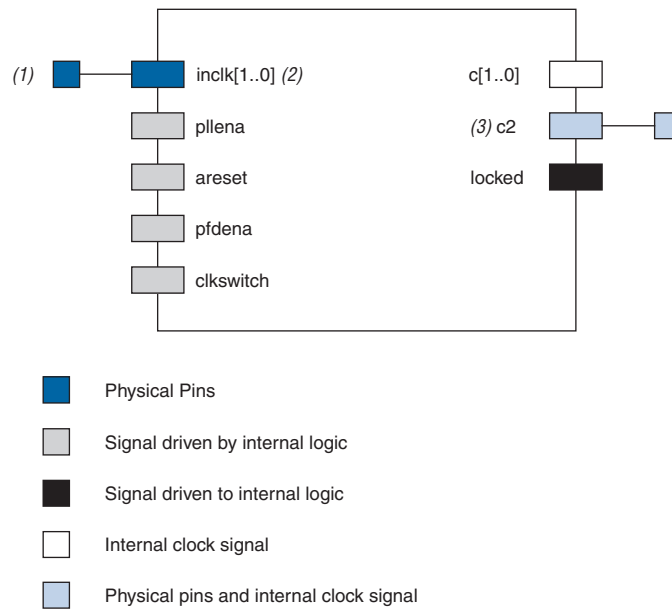 (1) inclk[1..0] (2) c[1..0]
pllena (3) c2
areset locked
pfdena
clkswitch
Physical Pins
Signal driven by internal logic
Signal driven to internal logic
Internal clock signal
Physical pins and internal clock signal